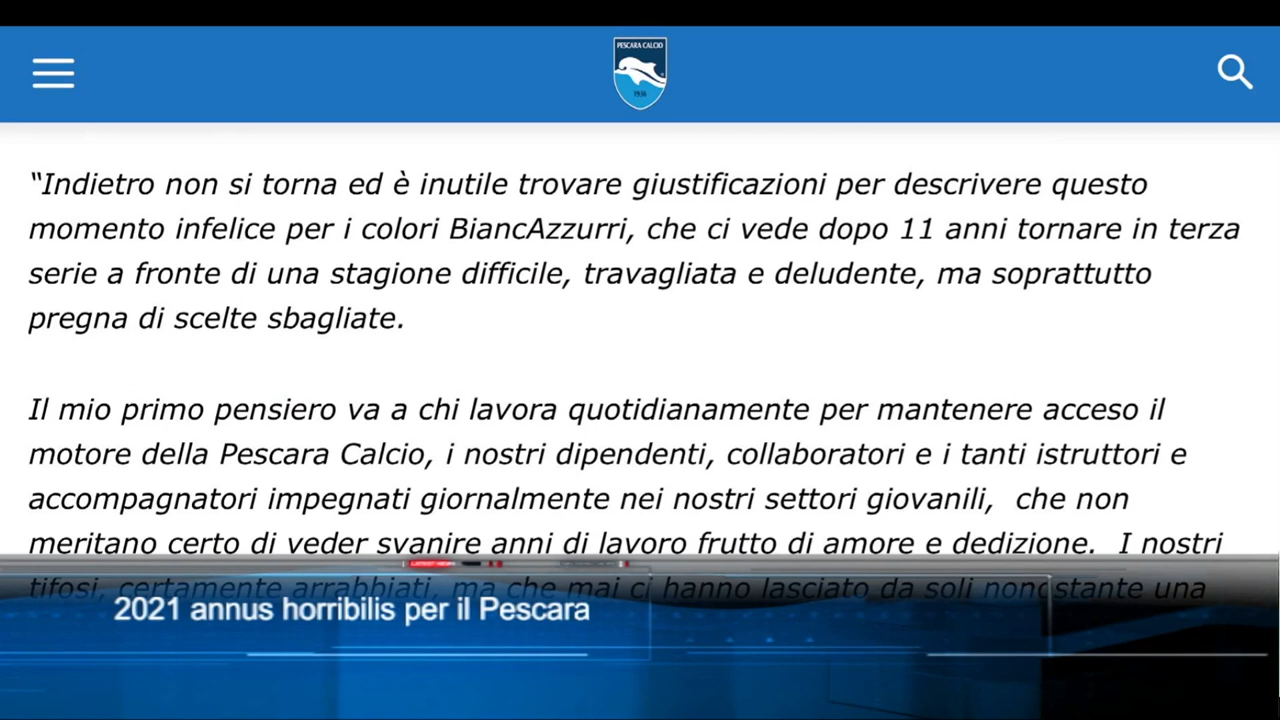 PESCARA CALCIO
1936
“Indietro non si torna ed è inutile trovare giustificazioni per descrivere questo
momento infelice per i colori BiancAzzurri, che ci vede dopo 11 anni tornare in terza
serie a fronte di una stagione difficile, travagliata e deludente, ma soprattutto
pregna di scelte sbagliate.
Il mio primo pensiero va a chi lavora quotidianamente per mantenere acceso il
motore della Pescara Calcio, i nostri dipendenti, collaboratori e i tanti istruttori e
accompagnatori impegnati giornalmente nei nostri settori giovanili,  che non
meritano certo di veder svanire anni di lavoro frutto di amore e dedizione.  I nostri
tifosi, certamente arrabbiati, ma che mai ci hanno lasciato da soli nonostante una
LATEST NEWS
2021 annus horribilis per il Pescara